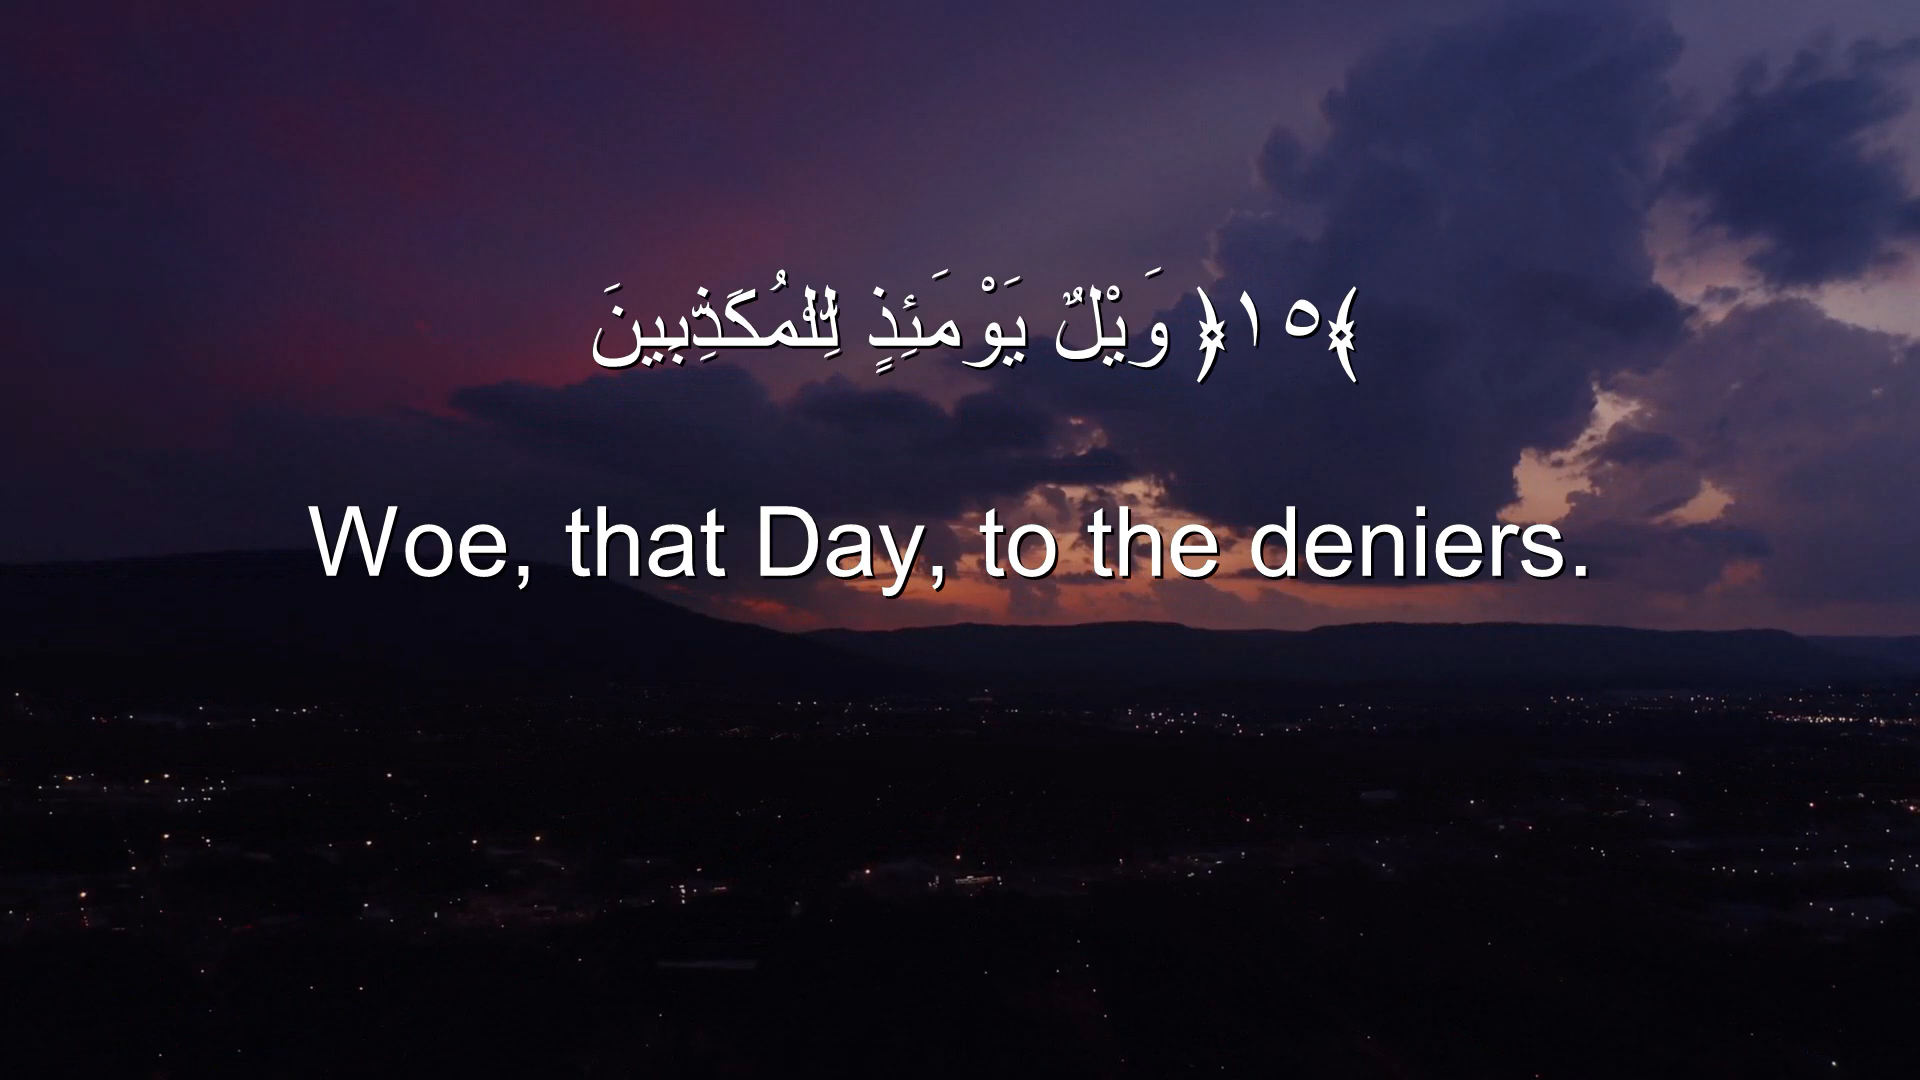 ﴿١٥﴾ وَيْلٌ يَوْمَئِذٍ لِّلْمُكَذِّبِينَ
Woe, that Day, to the deniers.